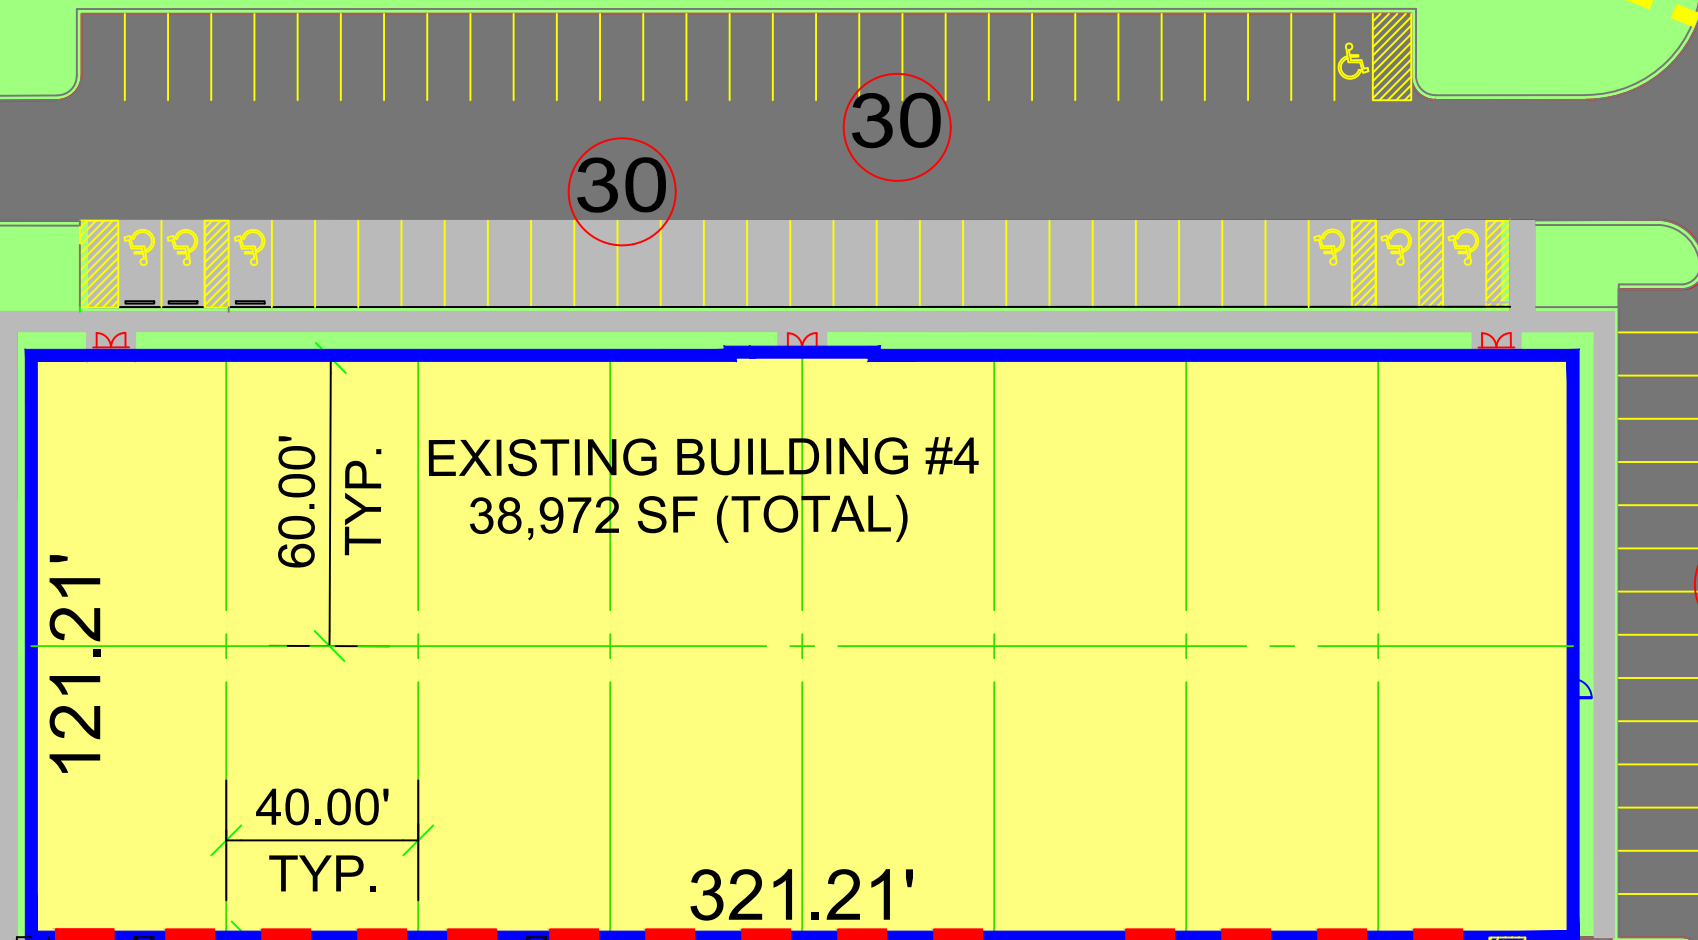 30
30
EXISTING BUILDING #4
38,972 SF (TOTAL)
60.00'
TYP.
121.21'
40.00'
TYP.
321.21'